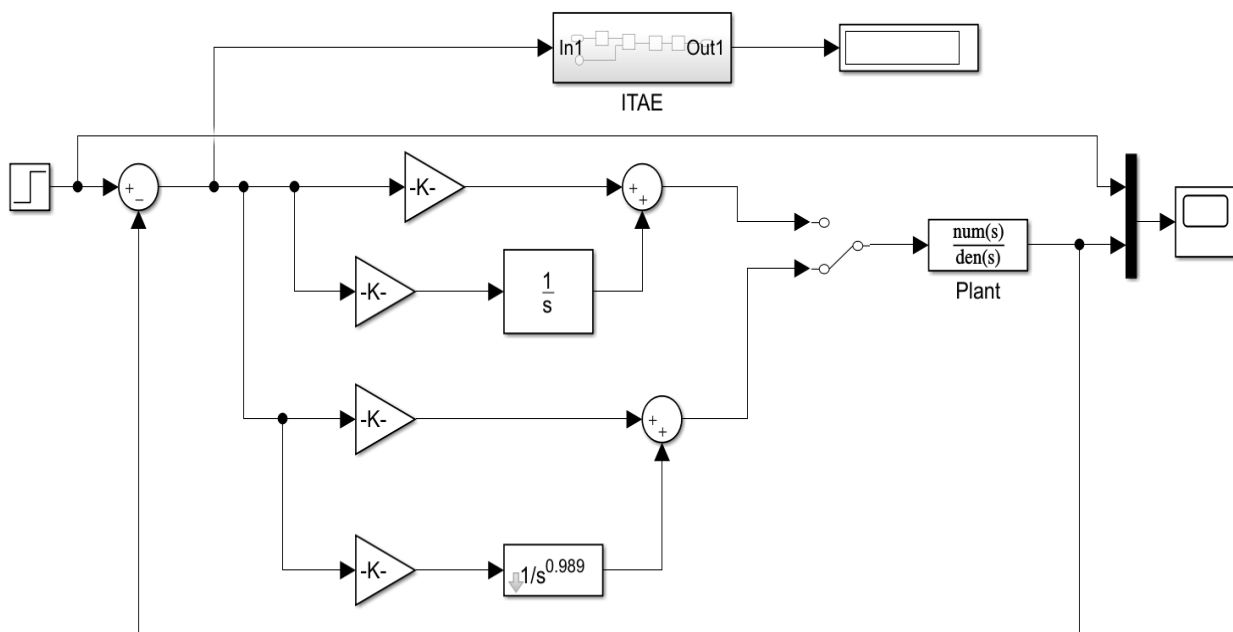 In1
Out1
ITAE
+
−
-K-
+
+
num(s)
den(s)
Plant
-K-
1
s
-K-
+
+
-K-
1/s^0.989